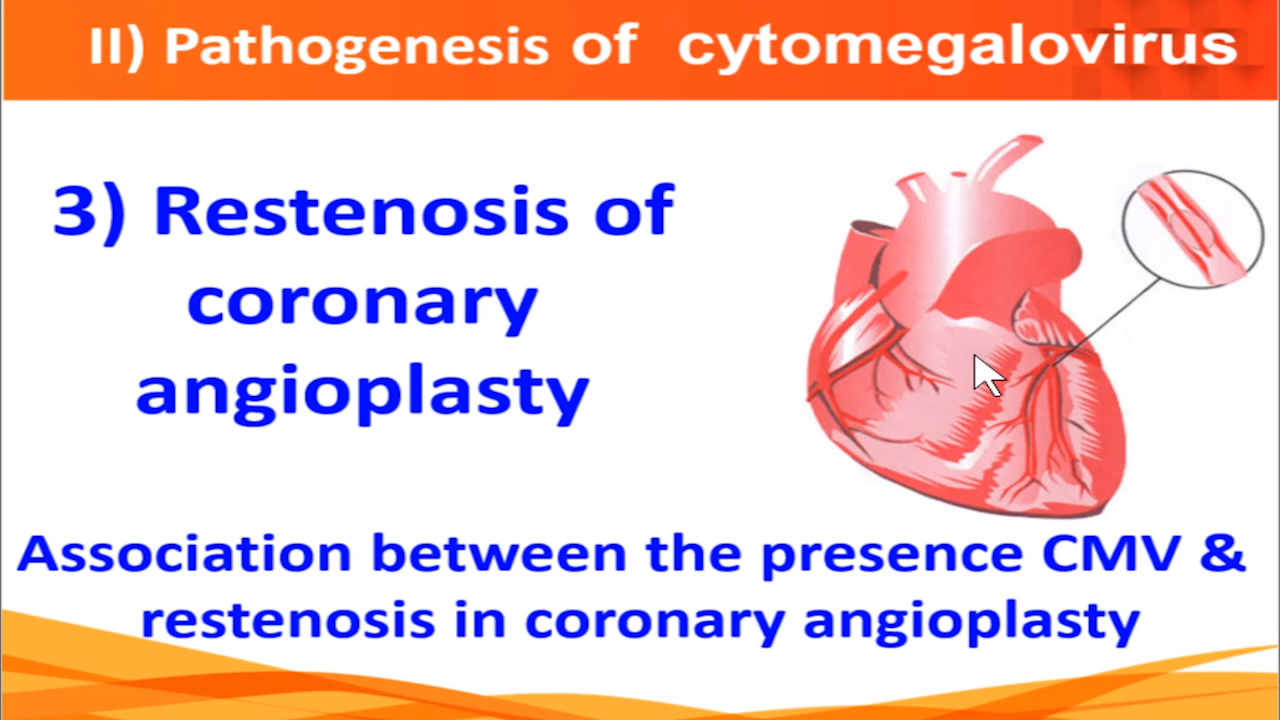 II) Pathogenesis of cytomegalovirus
3) Restenosis of
coronary
angioplasty
Association between the presence CMV &
restenosis in coronary angioplasty